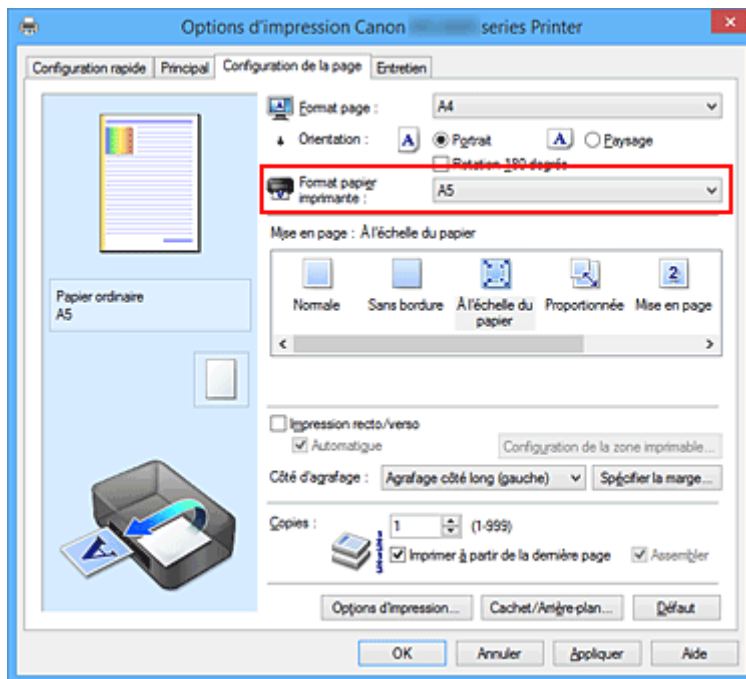 Options d'impression Canon series Printer
Configuration rapide Principal Configuration de la page Entretien
Format page : A4
Orientation : A Portrait A Paysage
Rotation 180 degrés
Format papier imprimante : A5
Mise en page : À l'échelle du papier
Normale Sans bordure À l'échelle du papier Proportionnée Mise en page
Papier ordinaire
A5
Impression recto/verso
Automatique Configuration de la zone imprimable...
Côté d'agrafage : Agrafage côté long (gauche) Spécifier la marge...
Copies : 1 (1-999)
Imprimer à partir de la dernière page Assembler
Options d'impression... Cachet/Arrière-plan... Défaut
OK Annuler Appliquer Aide